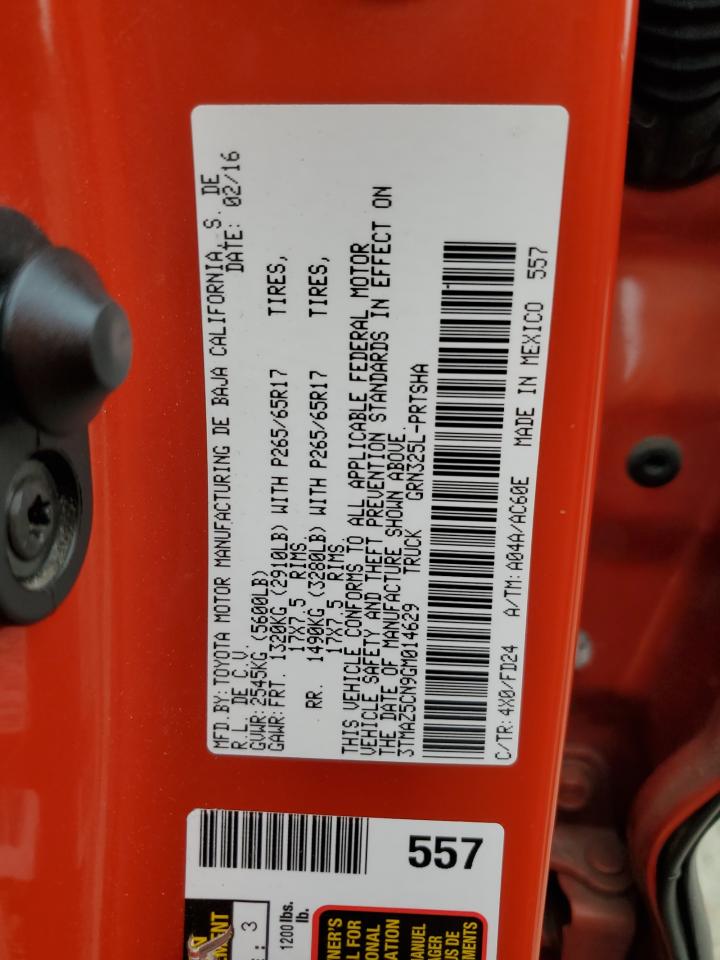 MFD.BY: TOYOTA MOTOR MANUFACTURING DE BAJA CALIFORNIA, S. DE
R.L. DE C.V. DATE: 02/16
GVWR: 2545KG (5600LB)
GAWR: FRT. 1320KG (2910LB) WITH P265/65R17 TIRES,
17X7.5 RIMS,
RR. 1490KG (3280LB) WITH P265/65R17 TIRES,
17X7.5 RIMS.
THIS VEHICLE CONFORMS TO ALL APPLICABLE FEDERAL MOTOR
VEHICLE SAFETY AND THEFT PREVENTION STANDARDS IN EFFECT ON
THE DATE OF MANUFACTURE SHOWN ABOVE.
3TMAZ5CN9GM014629 TRUCK GRN325L-PRTSHA
C/TR: 4X0/FD24 A/TM: A04A/AC60E MADE IN MEXICO 557
557
: 3
1200 lbs.
lb.